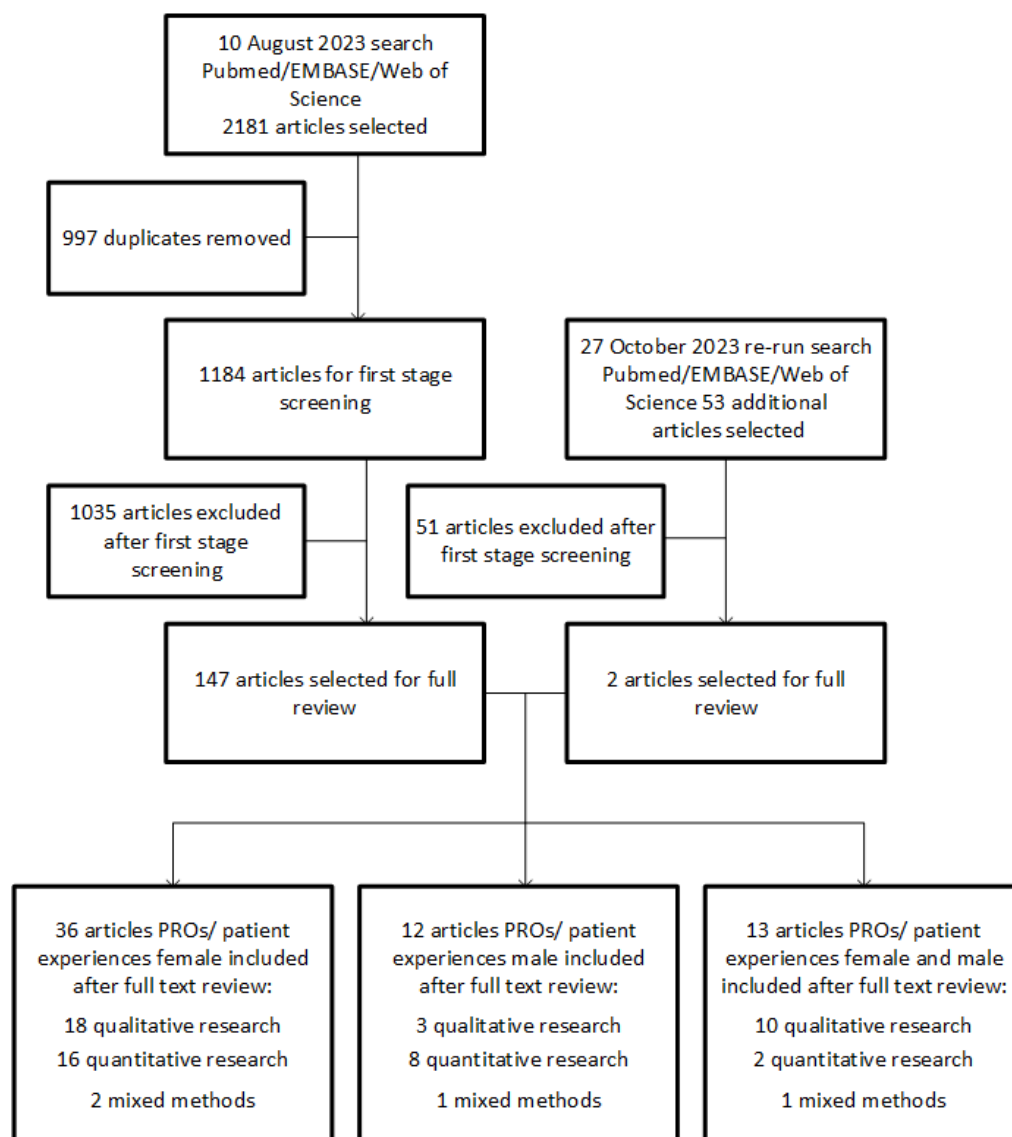 10 August 2023 search
Pubmed/EMBASE/Web of
Science
2181 articles selected
997 duplicates removed
1184 articles for first stage
screening
27 October 2023 re-run search
Pubmed/EMBASE/Web of
Science 53 additional
articles selected
1035 articles excluded
after first stage
screening
51 articles excluded after
first stage screening
147 articles selected for full
review
2 articles selected for full
review
36 articles PROs/ patient
experiences female included
after full text review:
18 qualitative research
16 quantitative research
2 mixed methods
12 articles PROs/ patient
experiences male included
after full text review:
3 qualitative research
8 quantitative research
1 mixed methods
13 articles PROs/ patient
experiences female and male
included after full text review:
10 qualitative research
2 quantitative research
1 mixed methods